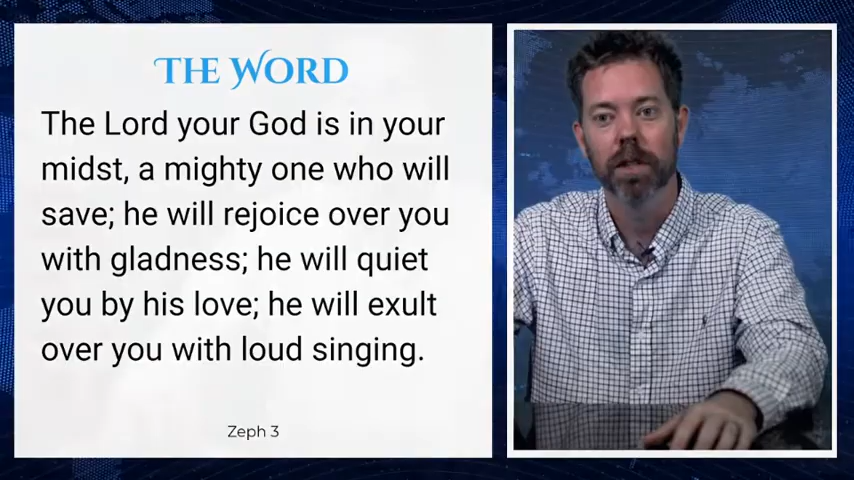 THE WORD
The Lord your God is in your
midst, a mighty one who will
save; he will rejoice over you
with gladness; he will quiet
you by his love; he will exult
over you with loud singing.
Zeph 3